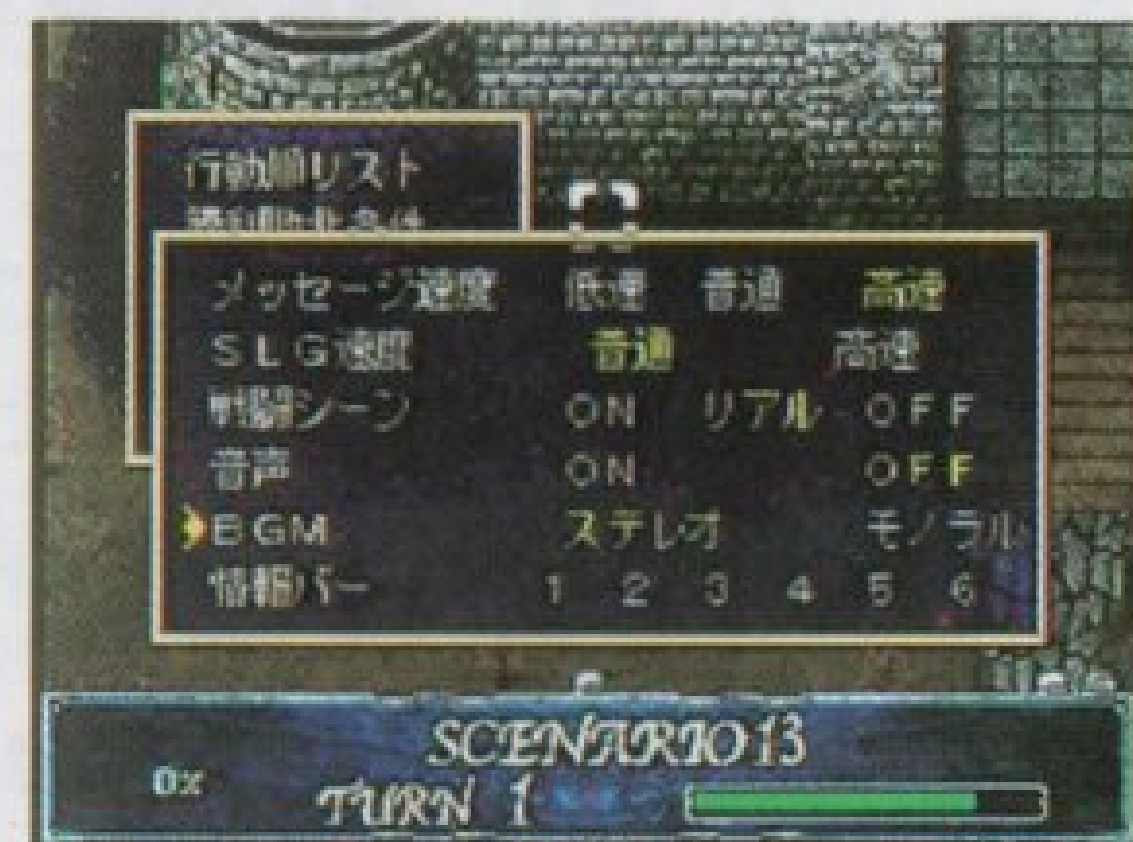 行動順リスト
メッセージ速度 低速 普通 高速
SLG速度 普通 高速
戦闘シーン ON リアル OFF
音声 ON OFF
BGM ステレオ モノラル
情報バー 1 2 3 4 5 6
SCENARIO 13
0%
TURN 1